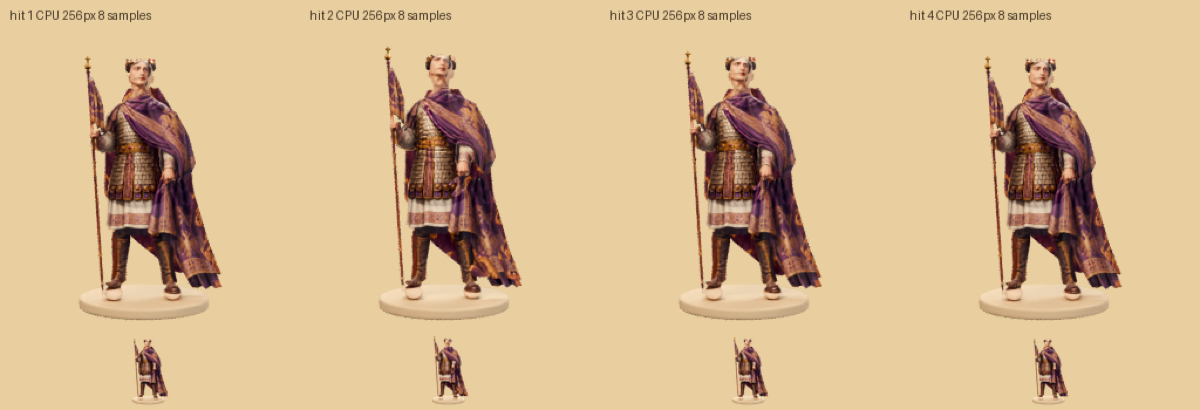 hit 1 CPU 256px 8 samples
hit 2 CPU 256px 8 samples
hit 3 CPU 256px 8 samples
hit 4 CPU 256px 8 samples